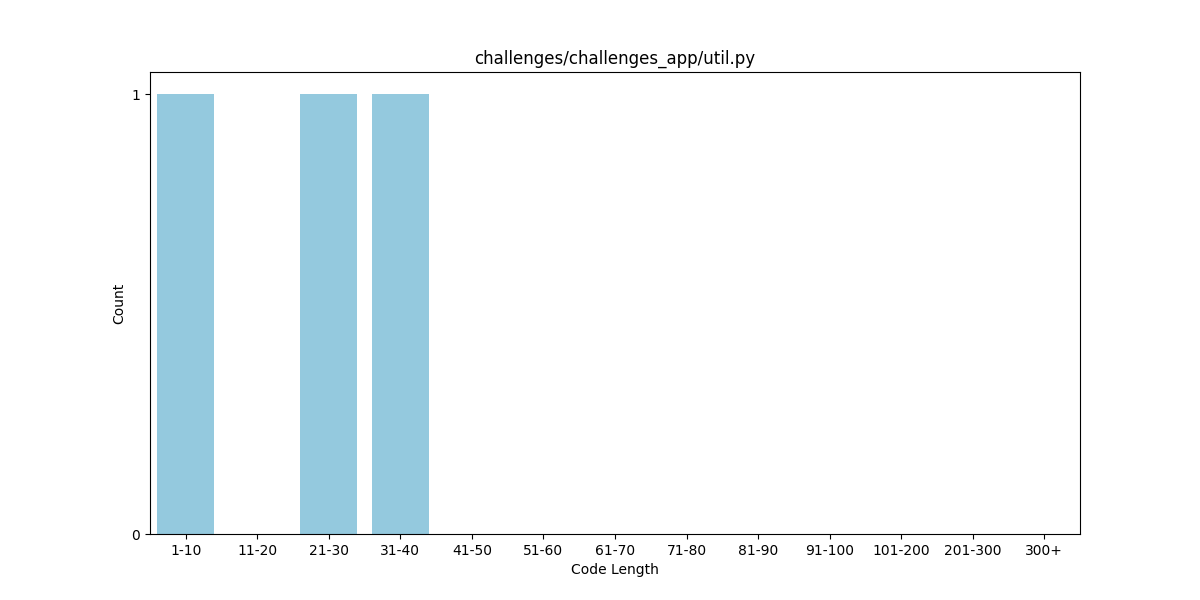 challenges/challenges_app/util.py
1
Count
0
1-10 11-20 21-30 31-40 41-50 51-60 61-70 71-80 81-90 91-100 101-200 201-300 300+
Code Length